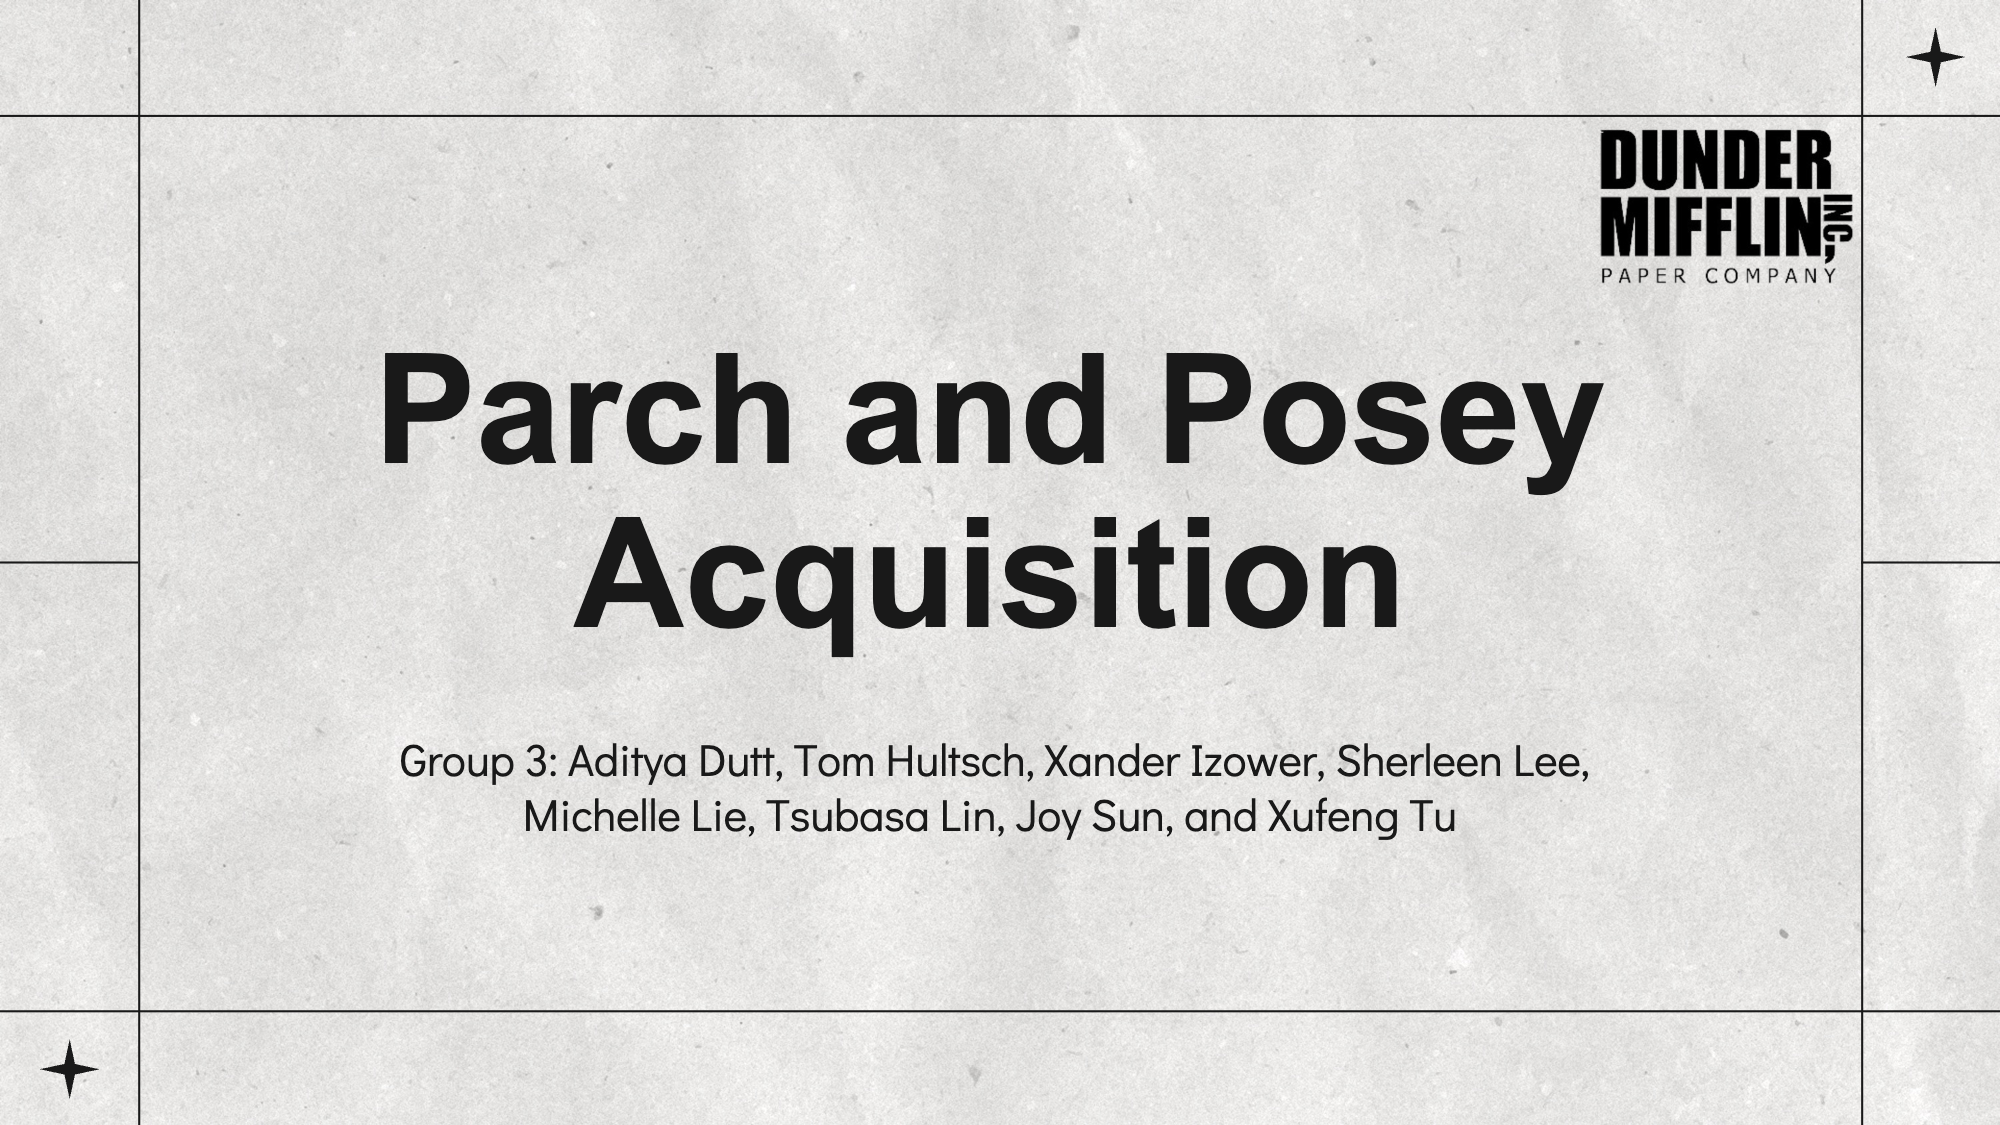 DUNDER
MIFFLIN, INC
PAPER COMPANY
Parch and Posey
Acquisition
Group 3: Aditya Dutt, Tom Hultsch, Xander Izower, Sherleen Lee,
Michelle Lie, Tsubasa Lin, Joy Sun, and Xufeng Tu